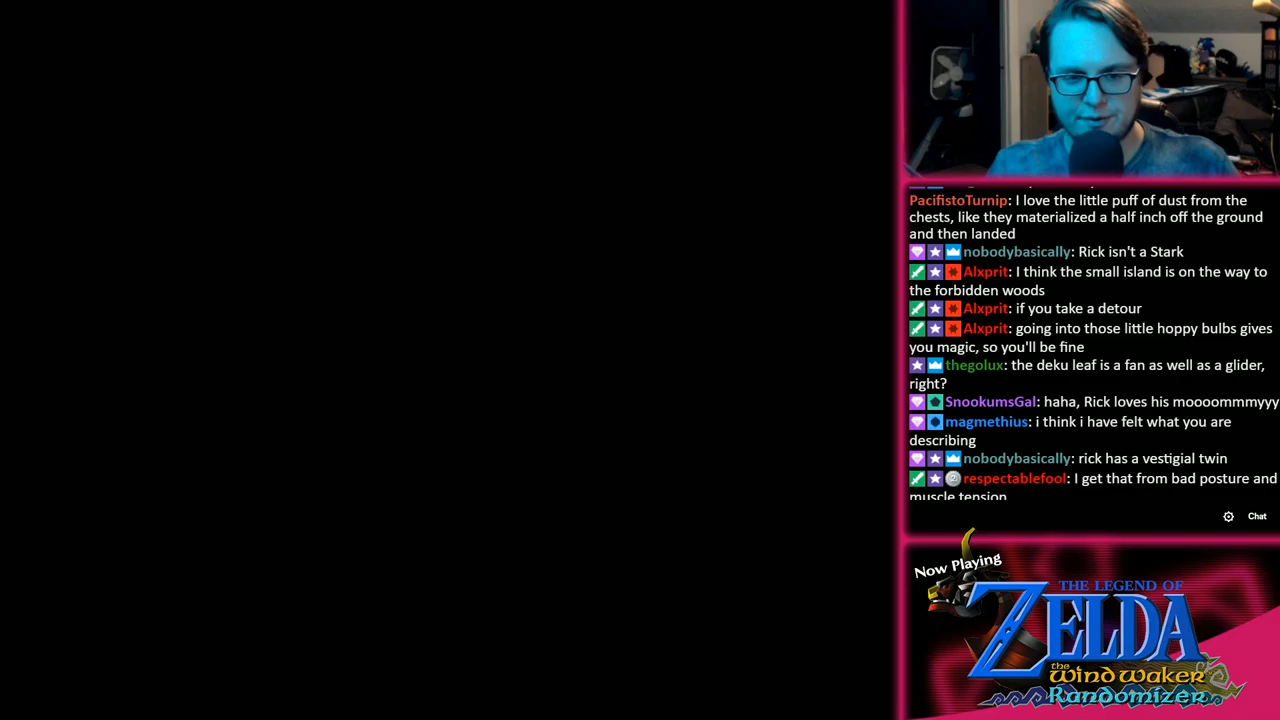 PacifistoTurnip: I love the little puff of dust from the
chests, like they materialized a half inch off the ground
and then landed
nobodybasically: Rick isn't a Stark
Alxprit: I think the small island is on the way to
the forbidden woods
Alxprit: if you take a detour
Alxprit: going into those little hoppy bulbs gives
you magic, so you'll be fine
thegolux: the deku leaf is a fan as well as a glider,
right?
SnookumsGal: haha, Rick loves his moooommmyyy
magmethius: i think i have felt what you are
describing
nobodybasically: rick has a vestigial twin
respectablefool: I get that from bad posture and
muscle tension
Chat
Now Playing
THE LEGEND OF
ZELDA
the
Wind Waker
Randomizer